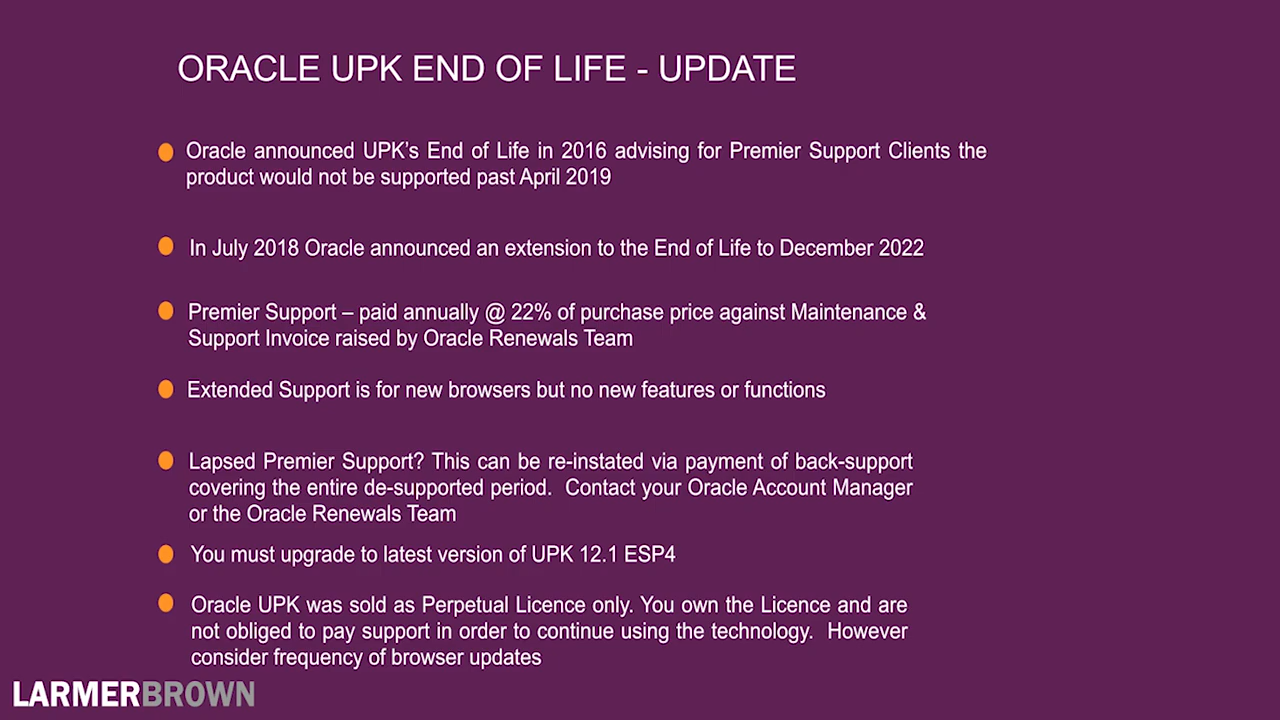 ORACLE UPK END OF LIFE - UPDATE
Oracle announced UPK’s End of Life in 2016 advising for Premier Support Clients the
product would not be supported past April 2019
In July 2018 Oracle announced an extension to the End of Life to December 2022
Premier Support – paid annually @ 22% of purchase price against Maintenance &
Support Invoice raised by Oracle Renewals Team
Extended Support is for new browsers but no new features or functions
Lapsed Premier Support? This can be re-instated via payment of back-support
covering the entire de-supported period.  Contact your Oracle Account Manager
or the Oracle Renewals Team
You must upgrade to latest version of UPK 12.1 ESP4
Oracle UPK was sold as Perpetual Licence only. You own the Licence and are
not obliged to pay support in order to continue using the technology.  However
consider frequency of browser updates
LARMERBROWN